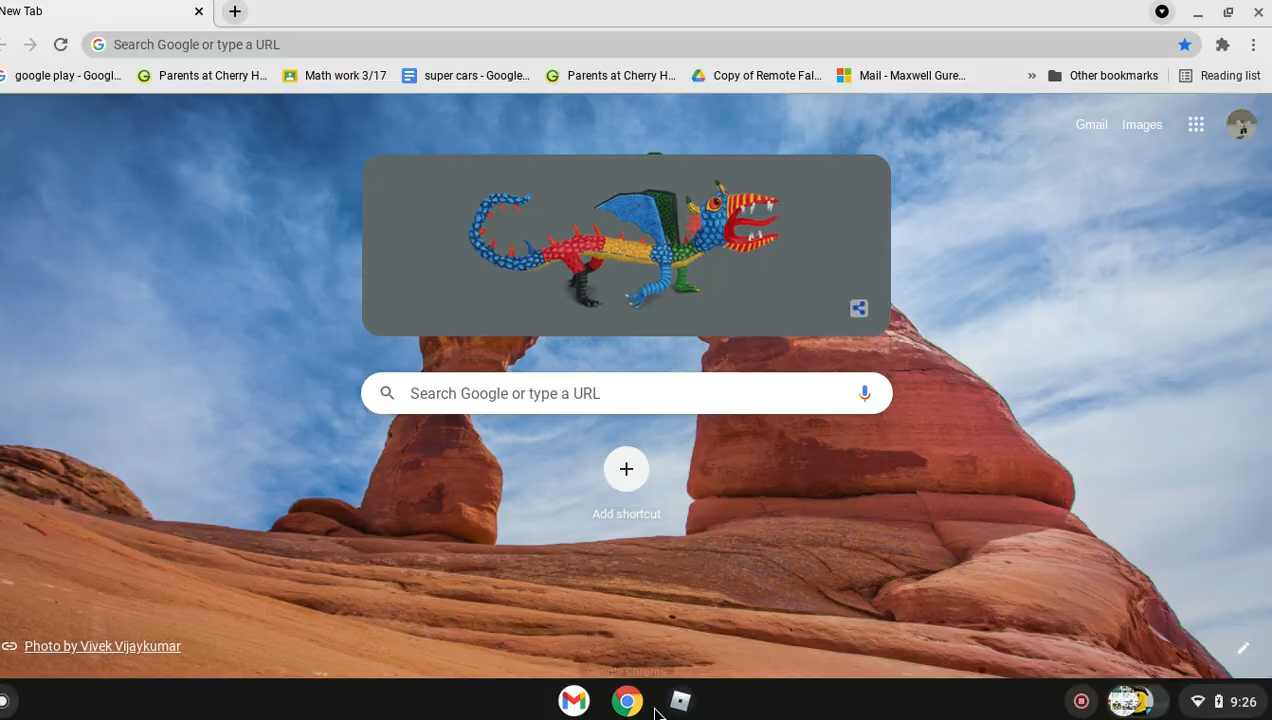 New Tab
Search Google or type a URL
google play - Googl...
Parents at Cherry H...
Math work 3/17
super cars - Google...
Parents at Cherry H...
Copy of Remote Fal...
Mail - Maxwell Gure...
»
Other bookmarks
Reading list
Gmail
Images
Search Google or type a URL
Add shortcut
Photo by Vivek Vijaykumar
9:26